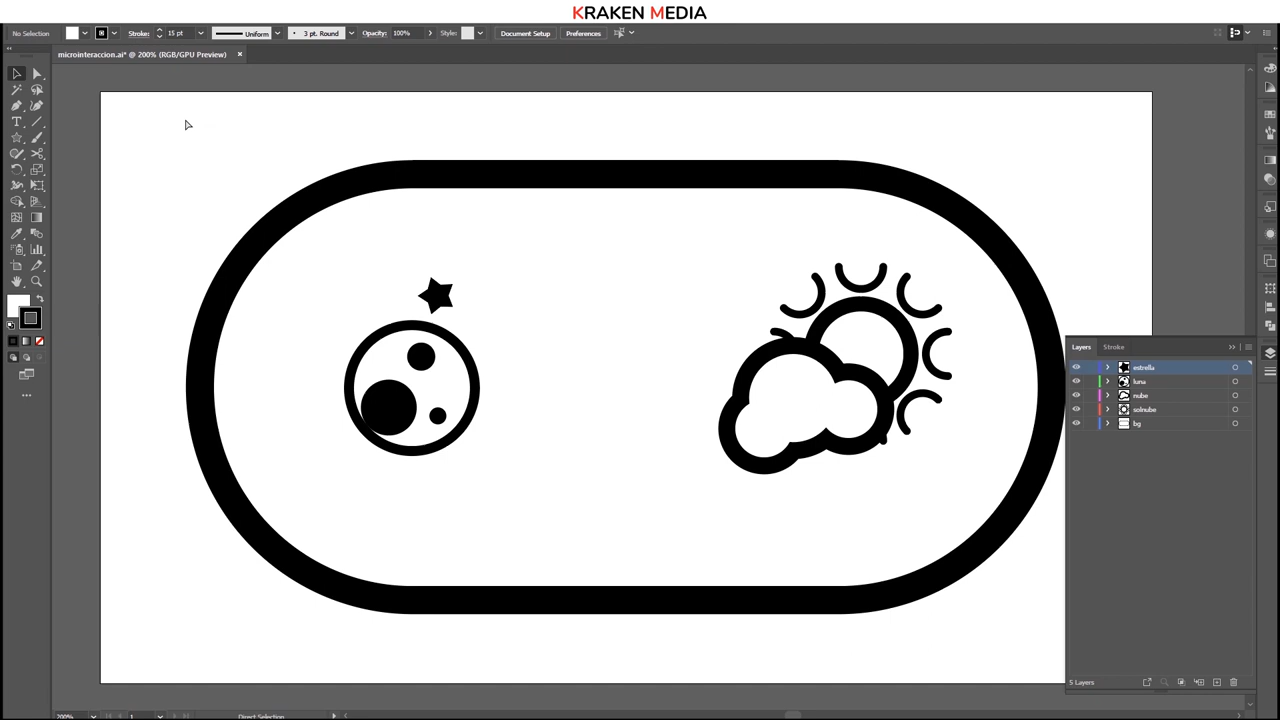 KRAKEN MEDIA
No Selection Stroke: 15 pt Uniform 3 pt. Round Opacity: 100% Style: Document Setup Preferences
microinteraccion.ai* @ 200% (RGB/GPU Preview)
Layers Stroke
estrella
luna
nube
solnube
bg
5 Layers
200% 1 Direct Selection